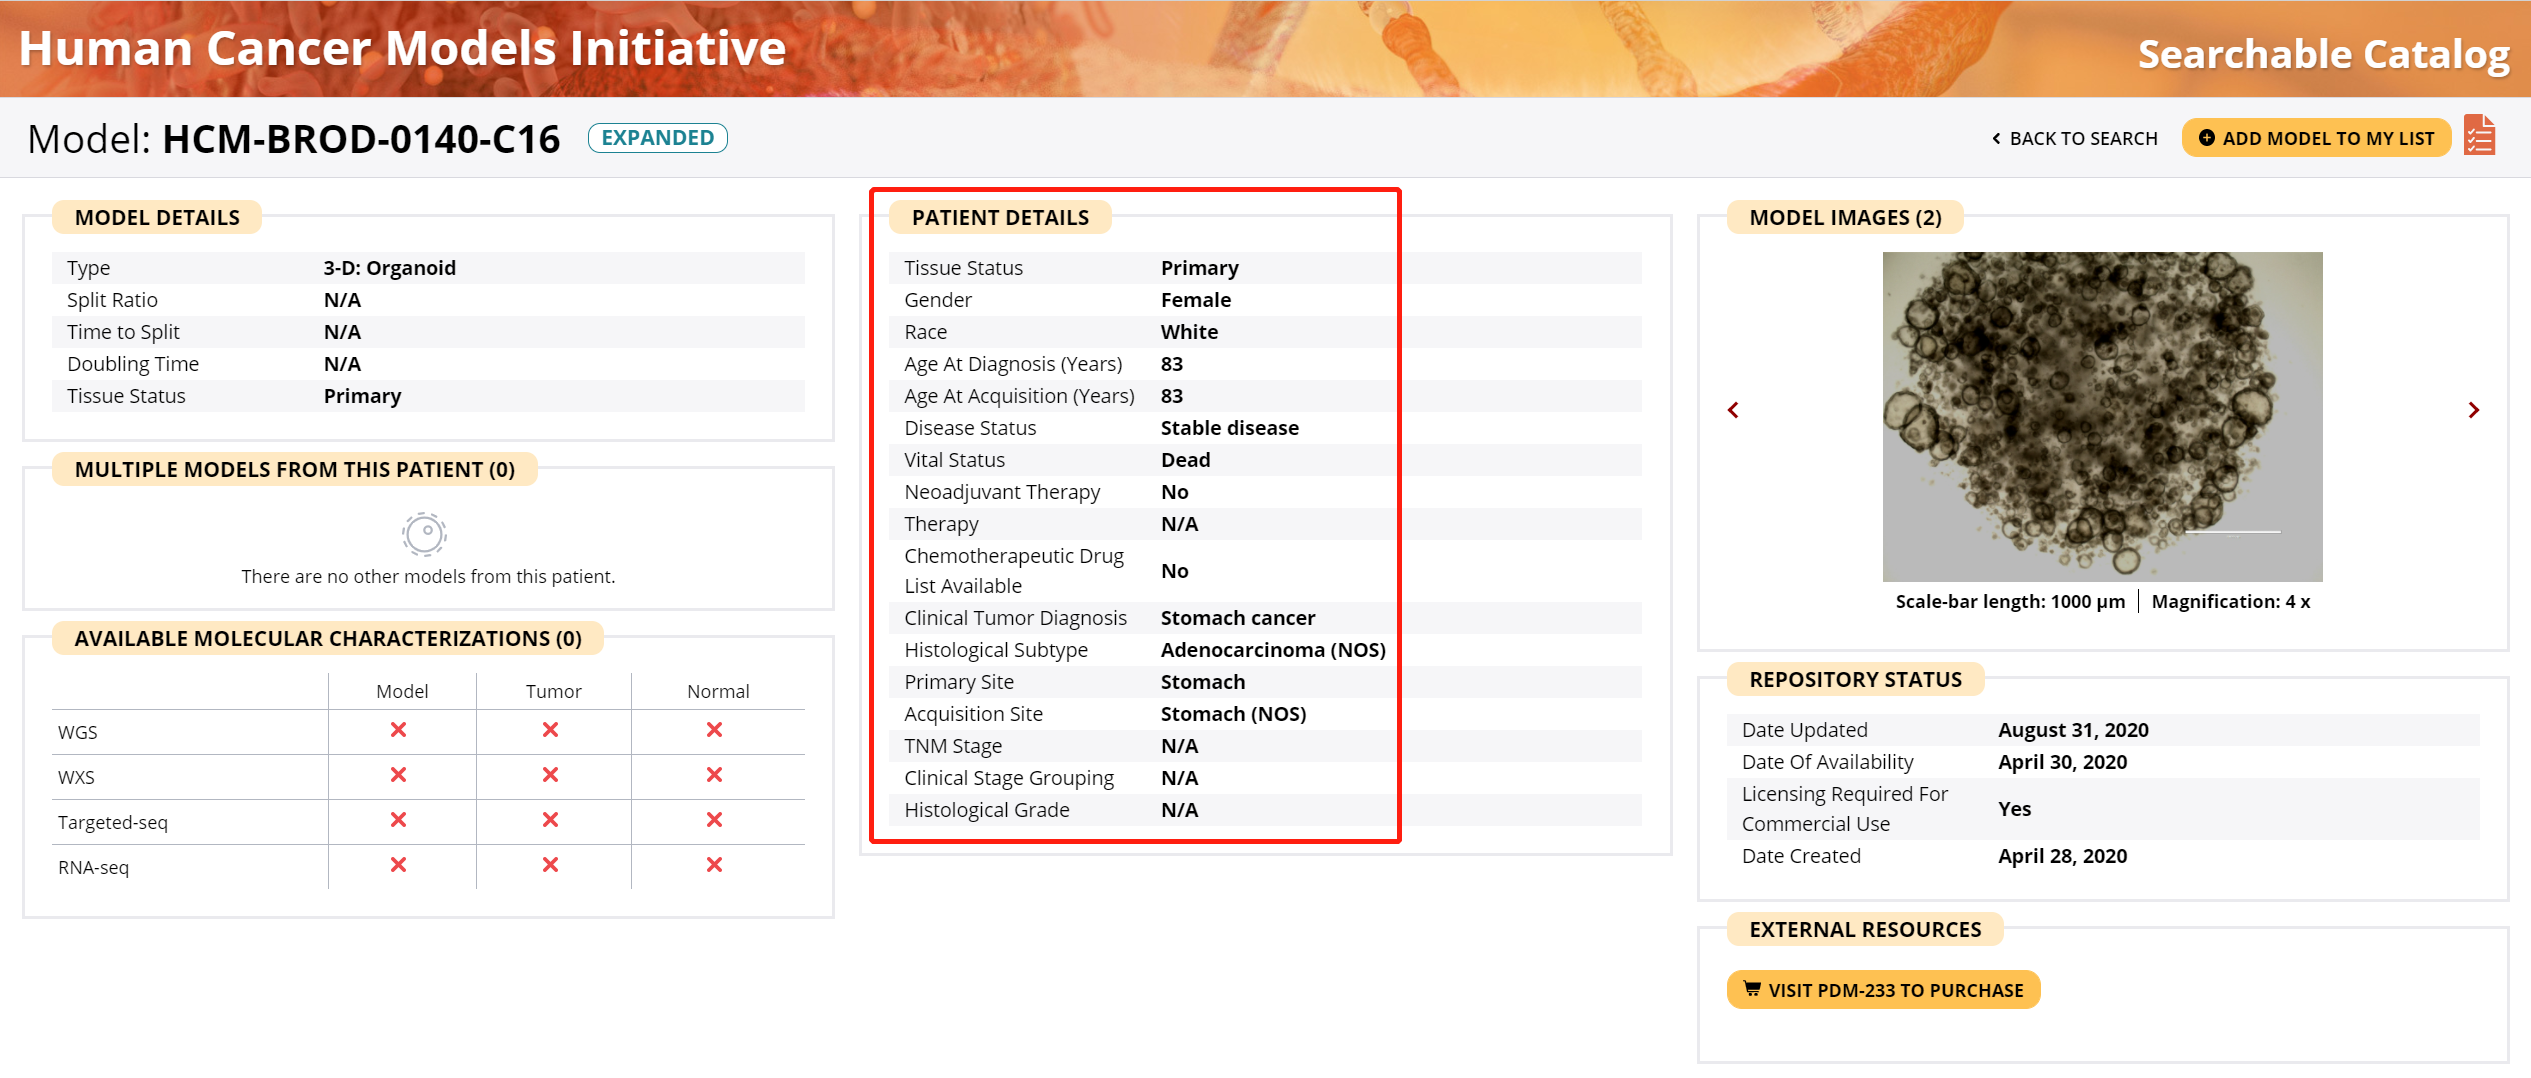 Human Cancer Models Initiative
Searchable Catalog
Model: HCM-BROD-0140-C16 EXPANDED
BACK TO SEARCH
ADD MODEL TO MY LIST
MODEL DETAILS
Type 3-D: Organoid
Split Ratio N/A
Time to Split N/A
Doubling Time N/A
Tissue Status Primary
MULTIPLE MODELS FROM THIS PATIENT (0)
There are no other models from this patient.
AVAILABLE MOLECULAR CHARACTERIZATIONS (0)
Model Tumor Normal
WGS
WXS
Targeted-seq
RNA-seq
PATIENT DETAILS
Tissue Status Primary
Gender Female
Race White
Age At Diagnosis (Years) 83
Age At Acquisition (Years) 83
Disease Status Stable disease
Vital Status Dead
Neoadjuvant Therapy No
Therapy N/A
Chemotherapeutic Drug
List Available No
Clinical Tumor Diagnosis Stomach cancer
Histological Subtype Adenocarcinoma (NOS)
Primary Site Stomach
Acquisition Site Stomach (NOS)
TNM Stage N/A
Clinical Stage Grouping N/A
Histological Grade N/A
MODEL IMAGES (2)
Scale-bar length: 1000 μm | Magnification: 4 x
REPOSITORY STATUS
Date Updated August 31, 2020
Date Of Availability April 30, 2020
Licensing Required For
Commercial Use Yes
Date Created April 28, 2020
EXTERNAL RESOURCES
VISIT PDM-233 TO PURCHASE